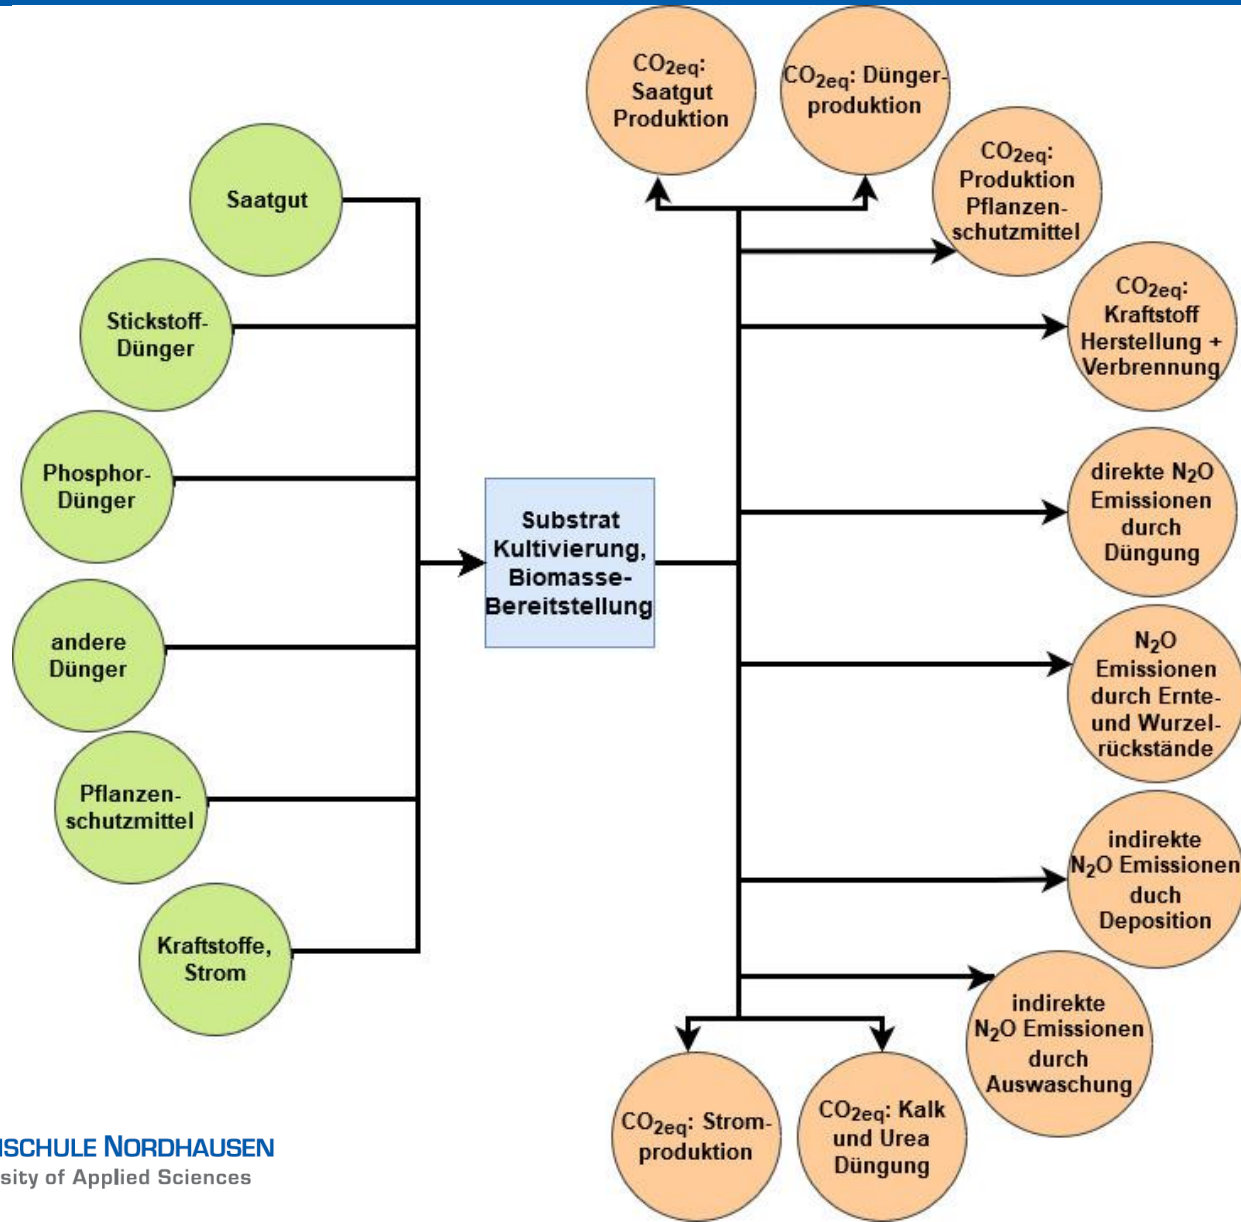 Saatgut
Stickstoff-
Dünger
Phosphor-
Dünger
andere
Dünger
Pflanzen-
schutzmittel
Kraftstoffe,
Strom
Substrat
Kultivierung,
Biomasse-
Bereitstellung
CO2eq:
Saatgut
Produktion
CO2eq: Dünger-
produktion
CO2eq:
Produktion
Pflanzen-
schutzmittel
CO2eq:
Kraftstoff
Herstellung +
Verbrennung
direkte N2O
Emissionen
durch
Düngung
N2O
Emissionen
durch Ernte-
und Wurzel-
rückstände
indirekte
N2O Emissionen
duch
Deposition
indirekte
N2O Emissionen
durch
Auswaschung
CO2eq: Kalk
und Urea
Düngung
CO2eq: Strom-
produktion
ISCHULE NORDHAUSEN
sity of Applied Sciences